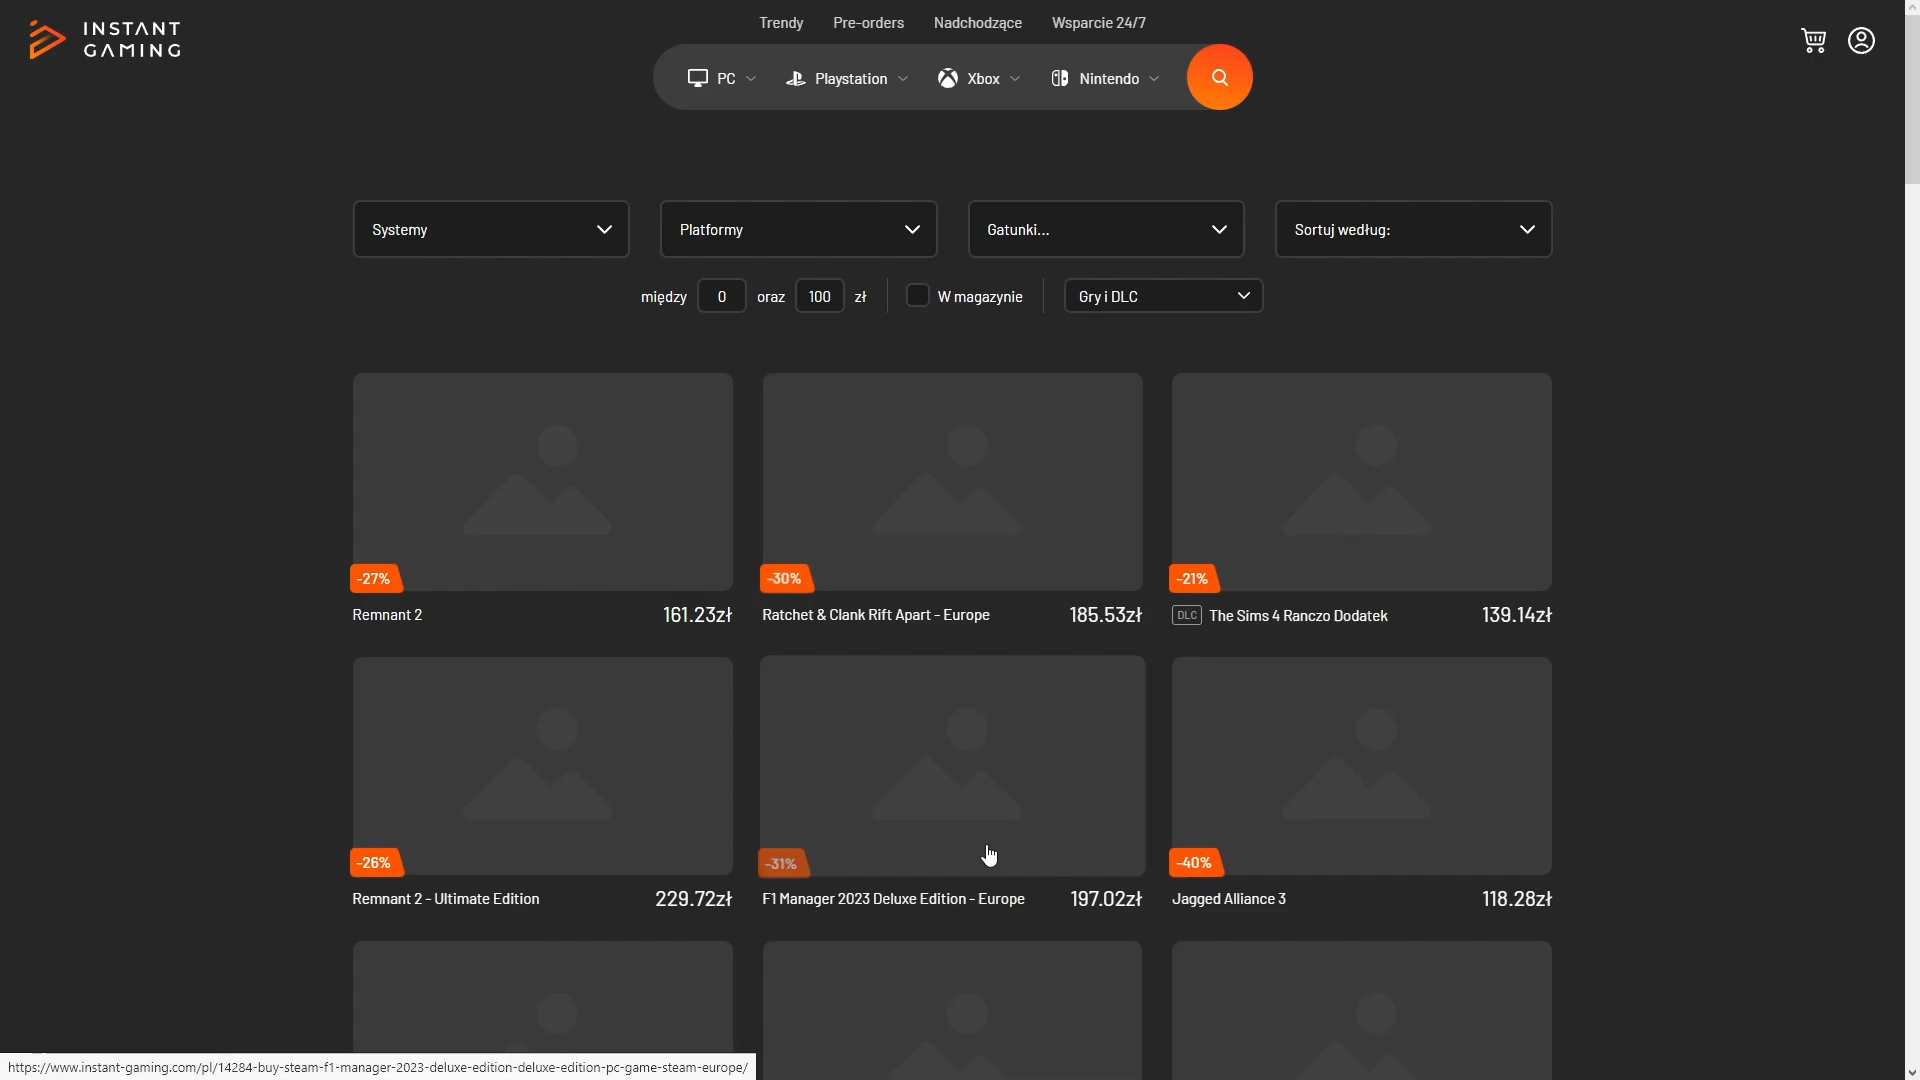 INSTANT
GAMING
Trendy Pre-orders Nadchodzące Wsparcie 24/7
PC Playstation Xbox Nintendo
Systemy Platformy Gatunki... Sortuj według:
między 0 oraz 100 zł W magazynie Gry i DLC
-27% -30% -21%
Remnant 2 161.23zł Ratchet & Clank Rift Apart - Europe 185.53zł DLC The Sims 4 Ranczo Dodatek 139.14zł
-26% -31% -40%
Remnant 2 - Ultimate Edition 229.72zł F1 Manager 2023 Deluxe Edition - Europe 197.02zł Jagged Alliance 3 118.28zł
https://www.instant-gaming.com/pl/14284-buy-steam-f1-manager-2023-deluxe-edition-deluxe-edition-pc-game-steam-europe/